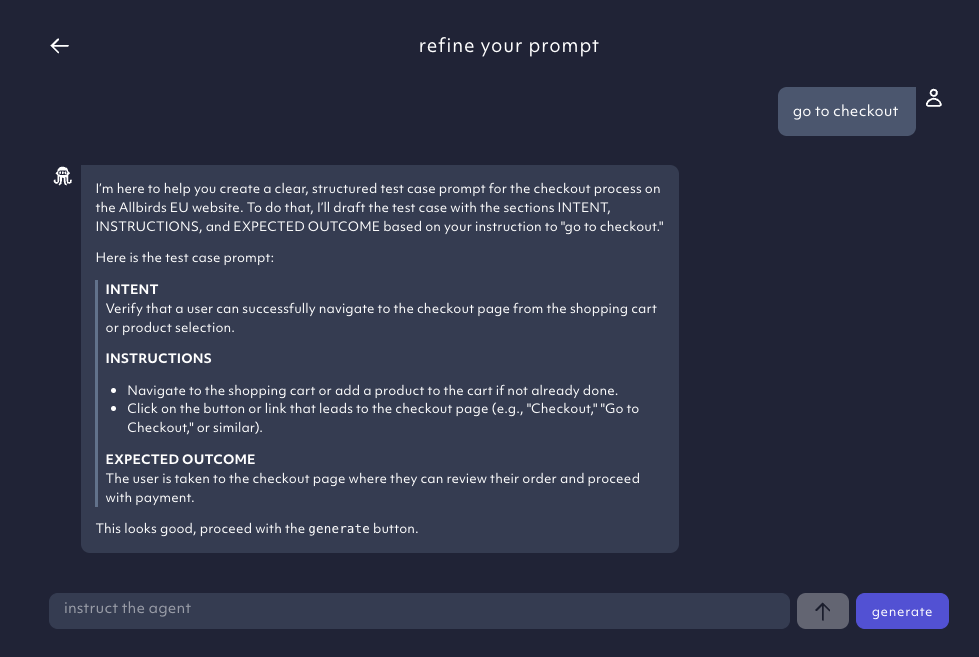 refine your prompt
go to checkout
I'm here to help you create a clear, structured test case prompt for the checkout process on
the Allbirds EU website. To do that, I'll draft the test case with the sections INTENT,
INSTRUCTIONS, and EXPECTED OUTCOME based on your instruction to "go to checkout."
Here is the test case prompt:
INTENT
Verify that a user can successfully navigate to the checkout page from the shopping cart
or product selection.
INSTRUCTIONS
• Navigate to the shopping cart or add a product to the cart if not already done.
• Click on the button or link that leads to the checkout page (e.g., "Checkout," "Go to
Checkout," or similar).
EXPECTED OUTCOME
The user is taken to the checkout page where they can review their order and proceed
with payment.
This looks good, proceed with the generate button.
instruct the agent
generate